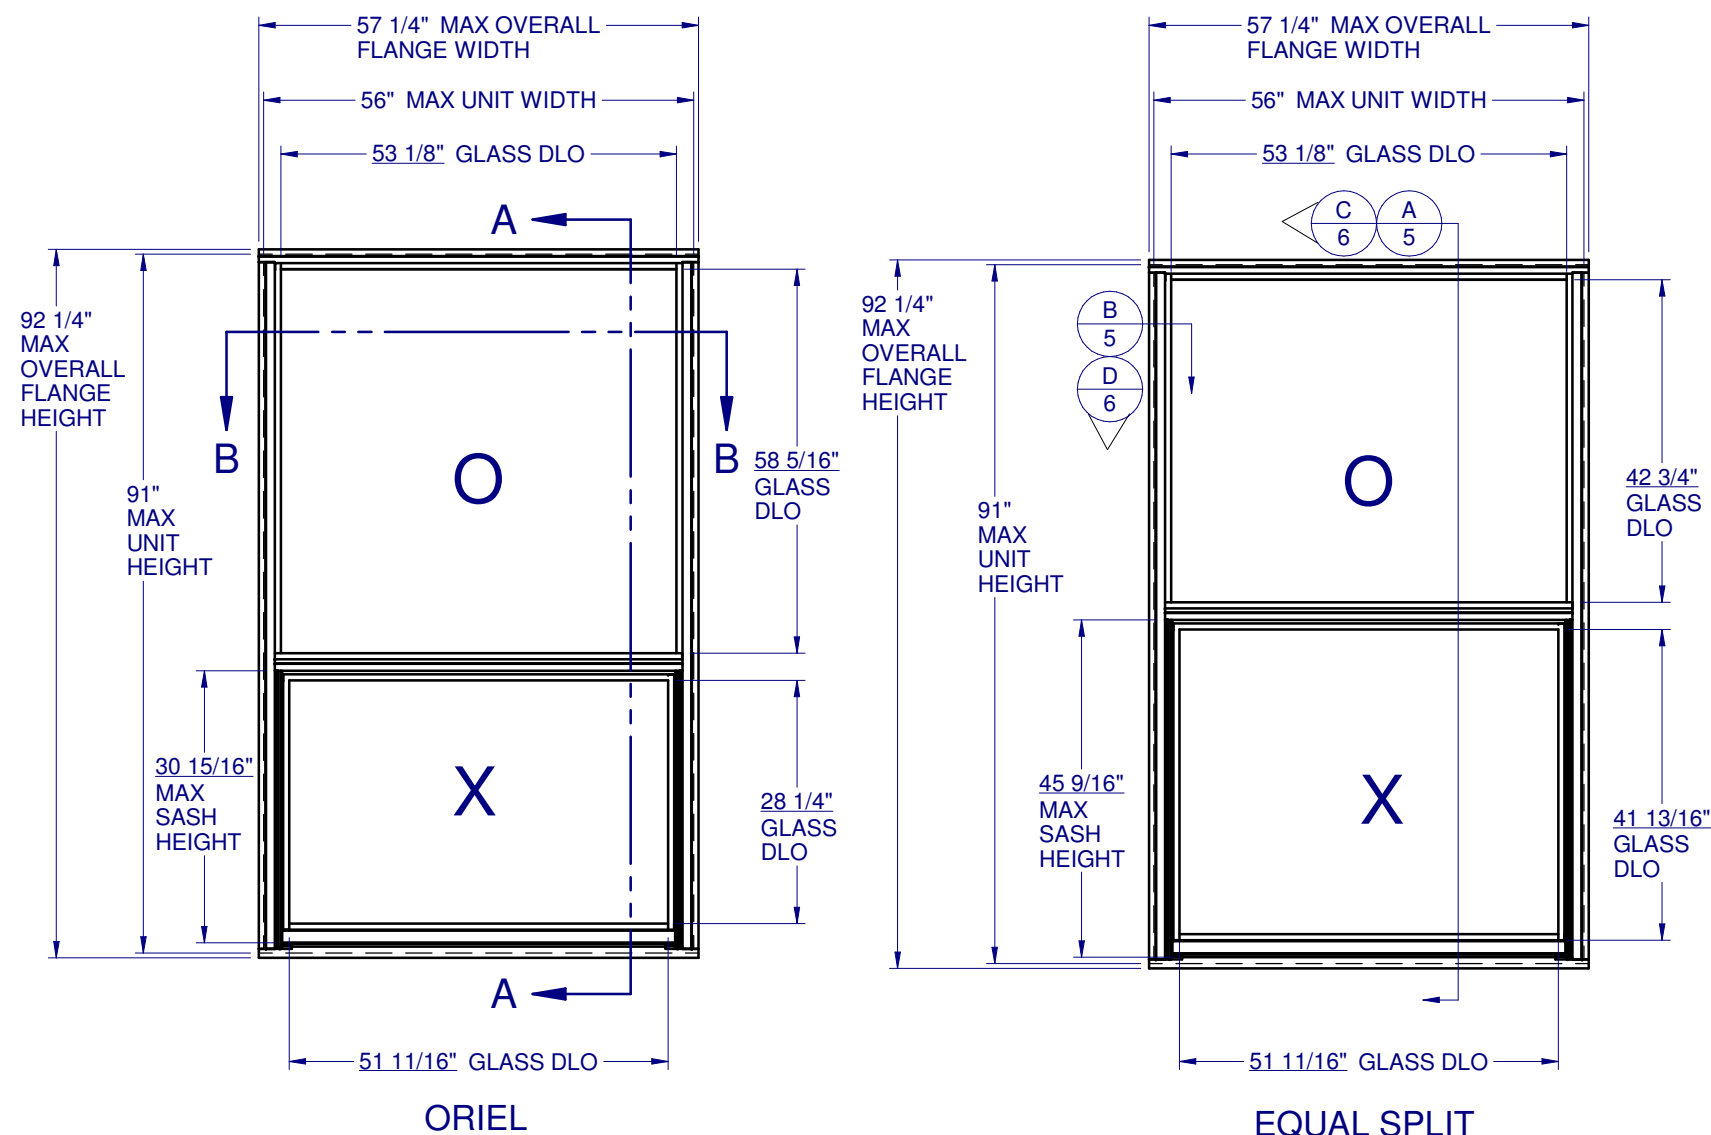 57 1/4" MAX OVERALL
FLANGE WIDTH
56" MAX UNIT WIDTH
53 1/8" GLASS DLO
A
92 1/4"
MAX
OVERALL
FLANGE
HEIGHT
91"
MAX
UNIT
HEIGHT
B
B
O
58 5/16"
GLASS
DLO
30 15/16"
MAX
SASH
HEIGHT
X
28 1/4"
GLASS
DLO
A
51 11/16" GLASS DLO
ORIEL
57 1/4" MAX OVERALL
FLANGE WIDTH
56" MAX UNIT WIDTH
53 1/8" GLASS DLO
C
6
A
5
92 1/4"
MAX
OVERALL
FLANGE
HEIGHT
B
5
D
6
91"
MAX
UNIT
HEIGHT
O
42 3/4"
GLASS
DLO
45 9/16"
MAX
SASH
HEIGHT
X
41 13/16"
GLASS
DLO
51 11/16" GLASS DLO
EQUAL SPLIT